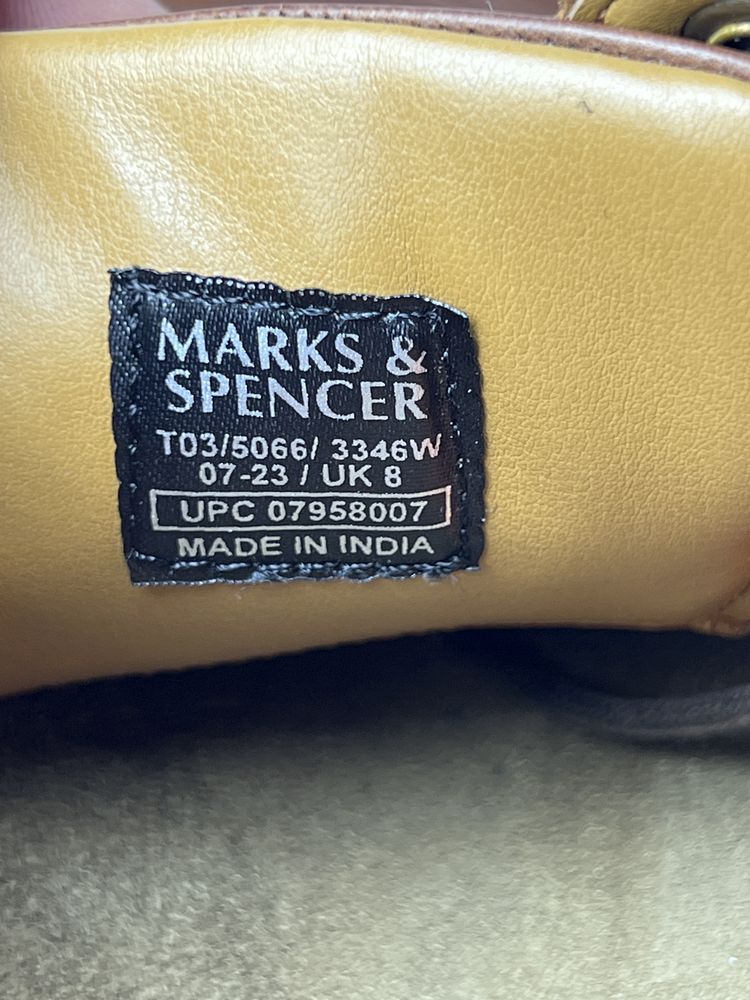 MARKS &
SPENCER
T03/5066/ 3346W
07-23 / UK 8
UPC 07958007
MADE IN INDIA